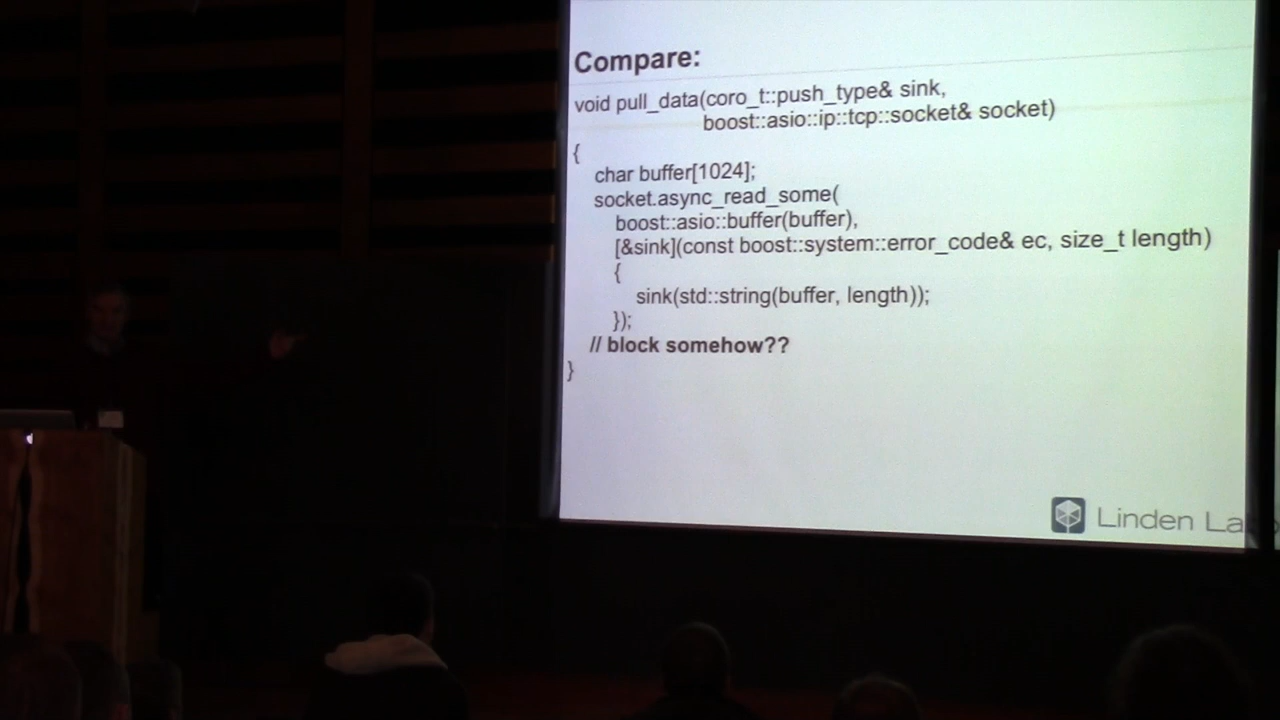 Compare:
void pull_data(coro_t::push_type& sink,
boost::asio::ip::tcp::socket& socket)
{
char buffer[1024];
socket.async_read_some(
boost::asio::buffer(buffer),
[&sink](const boost::system::error_code& ec, size_t length)
{
sink(std::string(buffer, length));
});
// block somehow??
}
Linden Lab